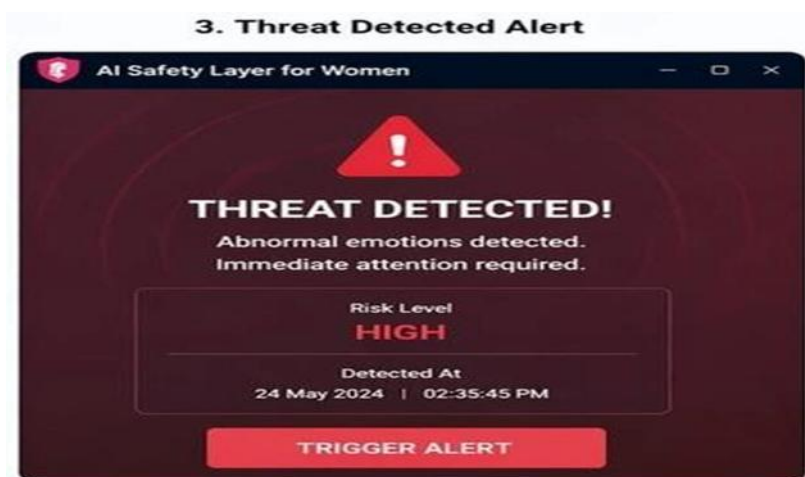 3. Threat Detected Alert
AI Safety Layer for Women
THREAT DETECTED!
Abnormal emotions detected.
Immediate attention required.
Risk Level
HIGH
Detected At
24 May 2024 | 02:35:45 PM
TRIGGER ALERT